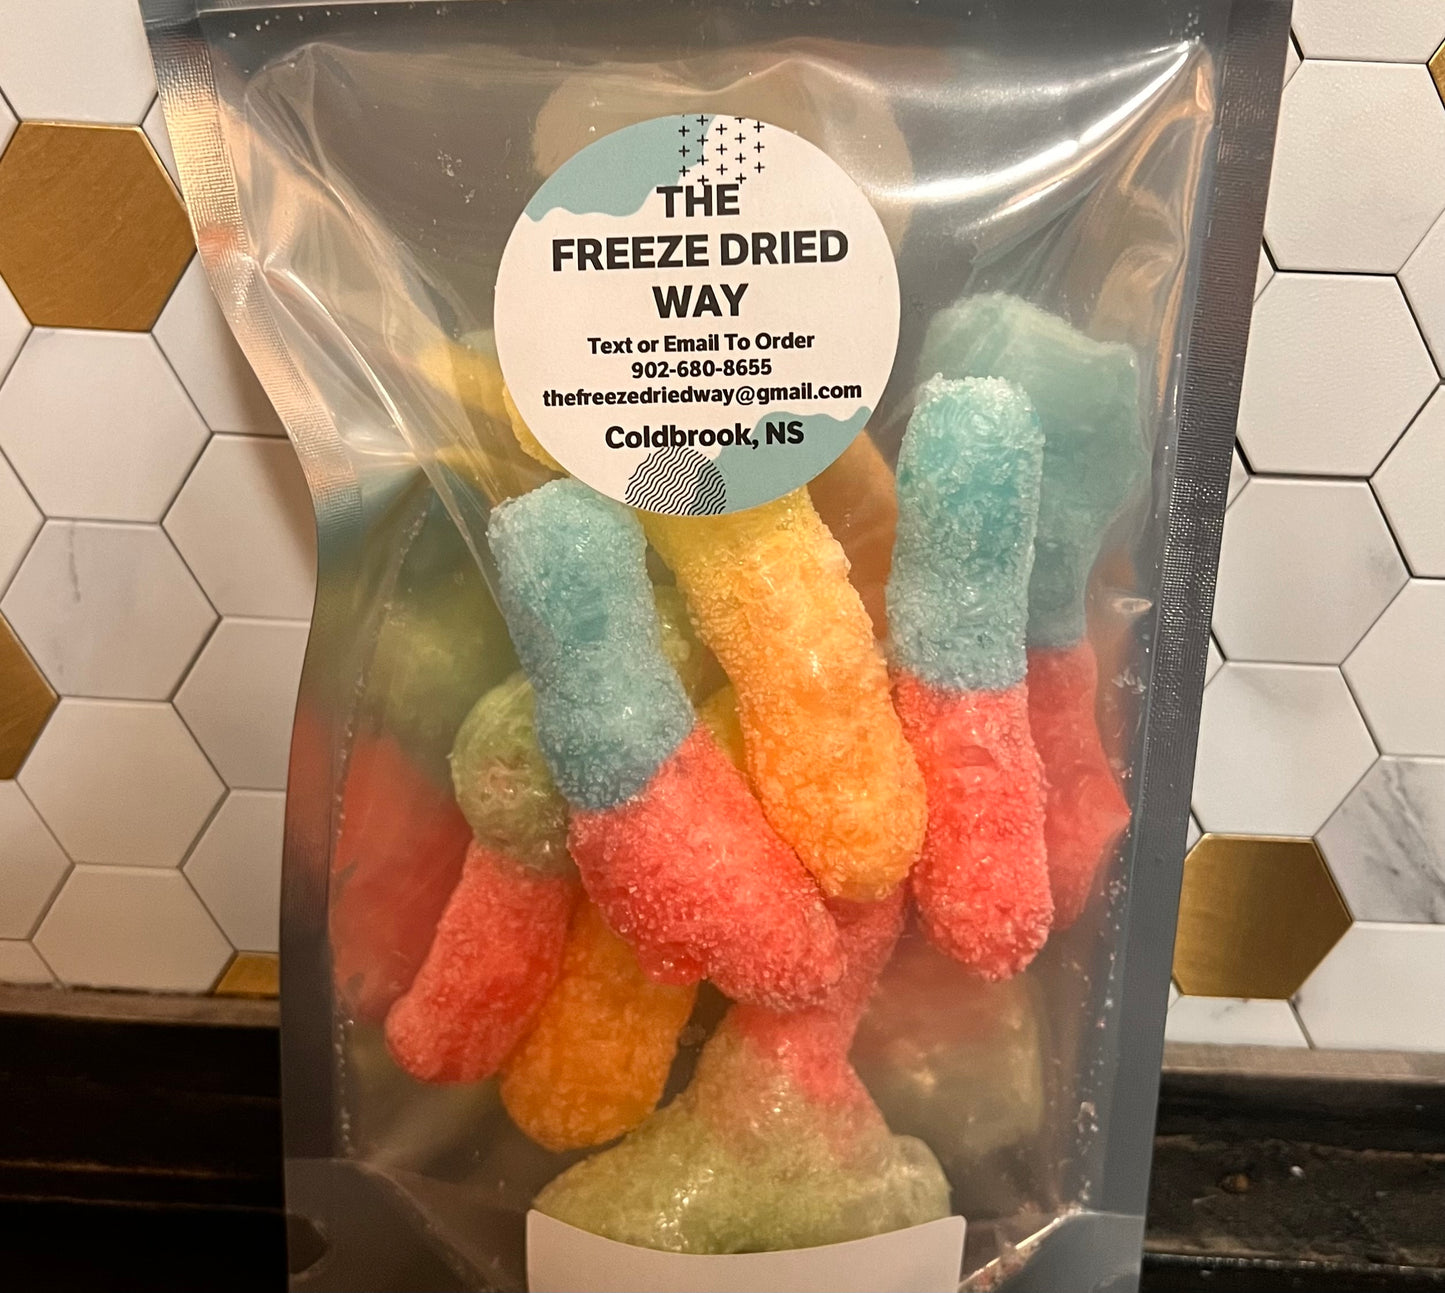 THE
FREEZE DRIED
WAY
Text or Email To Order
902-680-8655
thefreezedriedway@gmail.com
Coldbrook, NS